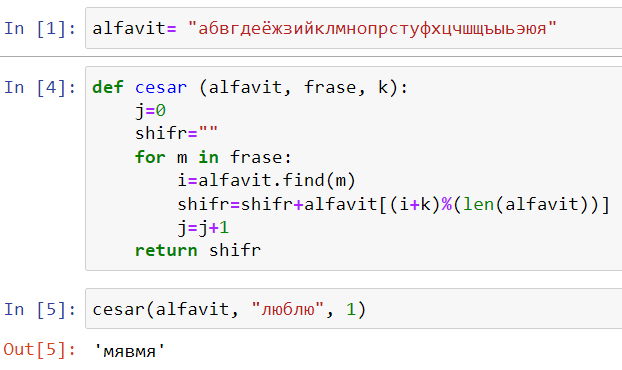 In [1]: alfavit= "абвгдеёжзийклмнопрстуфхцчшщъыьэюя"
In [4]: def cesar (alfavit, frase, k):
    j=0
    shifr=""
    for m in frase:
        i=alfavit.find(m)
        shifr=shifr+alfavit[(i+k)%(len(alfavit))]
        j=j+1
    return shifr
In [5]: cesar(alfavit, "люблю", 1)
Out[5]: 'мявмя'